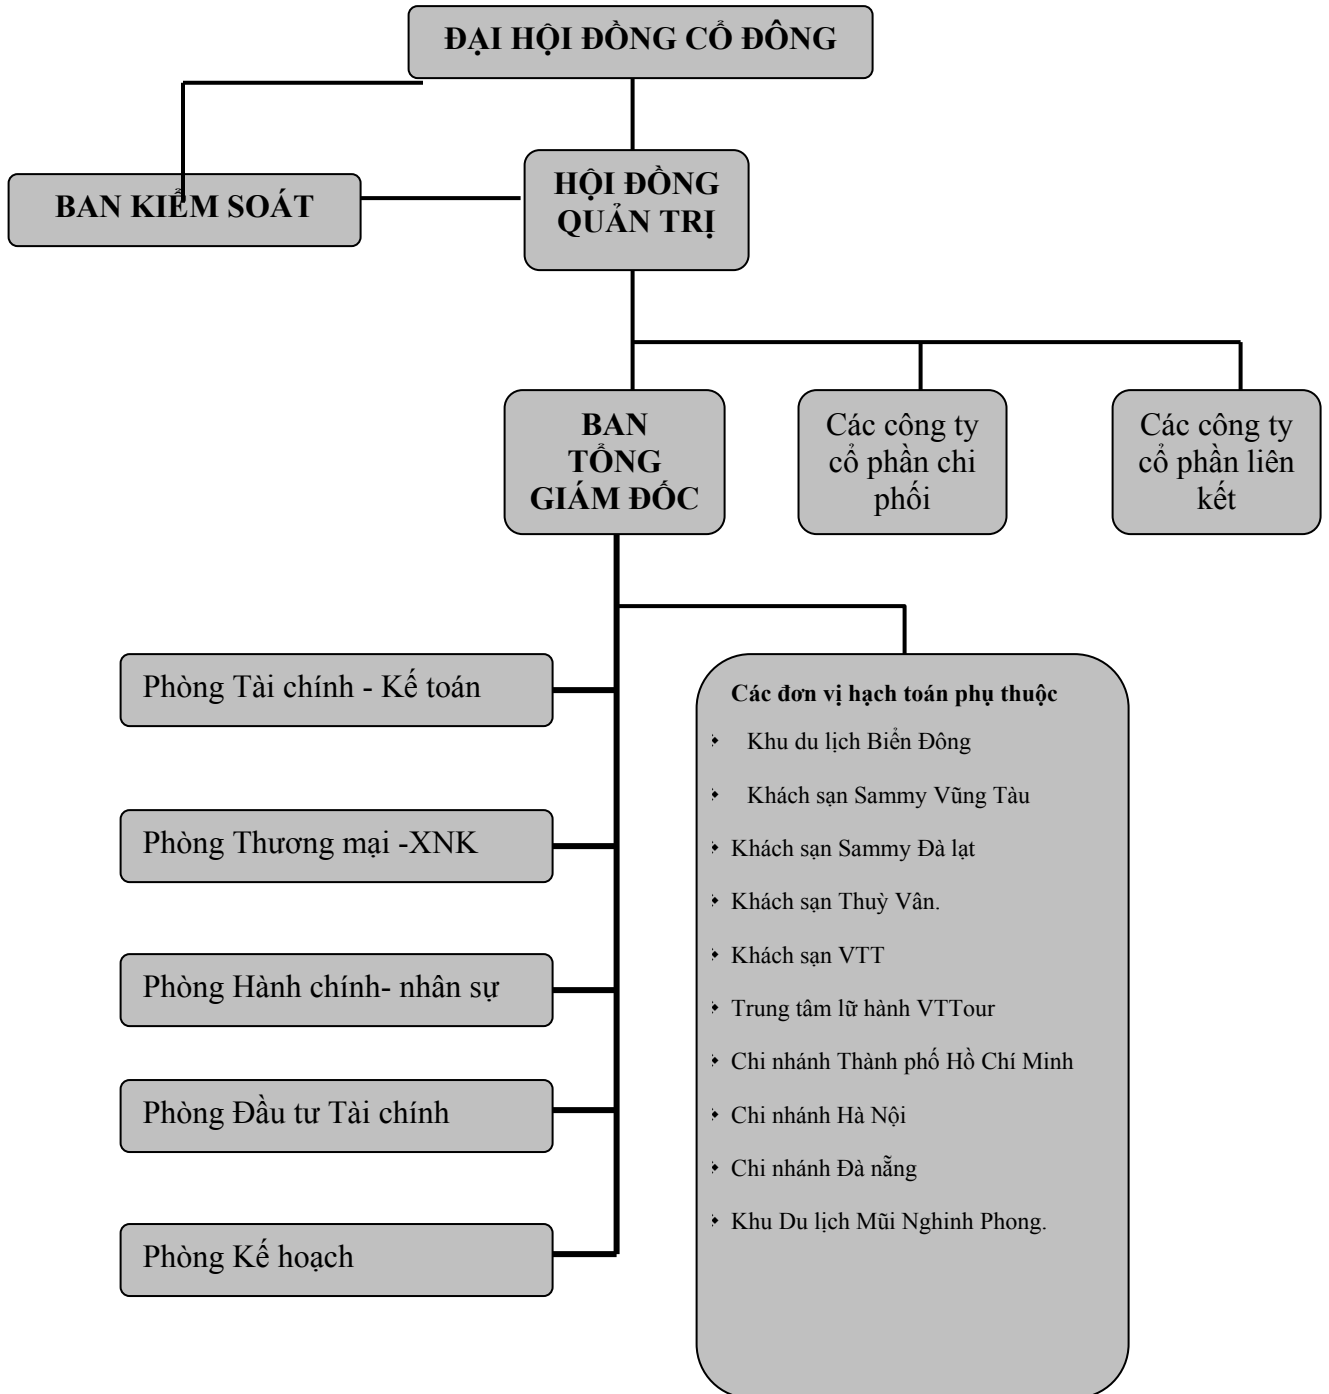 ĐẠI HỘI ĐỒNG CỔ ĐÔNG
BAN KIỂM SOÁT
HỘI ĐỒNG
QUẢN TRỊ
BAN
TỔNG
GIÁM ĐỐC
Các công ty
cổ phần chi
phối
Các công ty
cổ phần liên
kết
Phòng Tài chính - Kế toán
Phòng Thương mại -XNK
Phòng Hành chính- nhân sự
Phòng Đầu tư Tài chính
Phòng Kế hoạch
Các đơn vị hạch toán phụ thuộc
Khu du lịch Biển Đông
Khách sạn Sammy Vũng Tàu
Khách sạn Sammy Đà lạt
Khách sạn Thuỳ Vân.
Khách sạn VTT
Trung tâm lữ hành VTTour
Chi nhánh Thành phố Hồ Chí Minh
Chi nhánh Hà Nội
Chi nhánh Đà nẵng
Khu Du lịch Mũi Nghinh Phong.